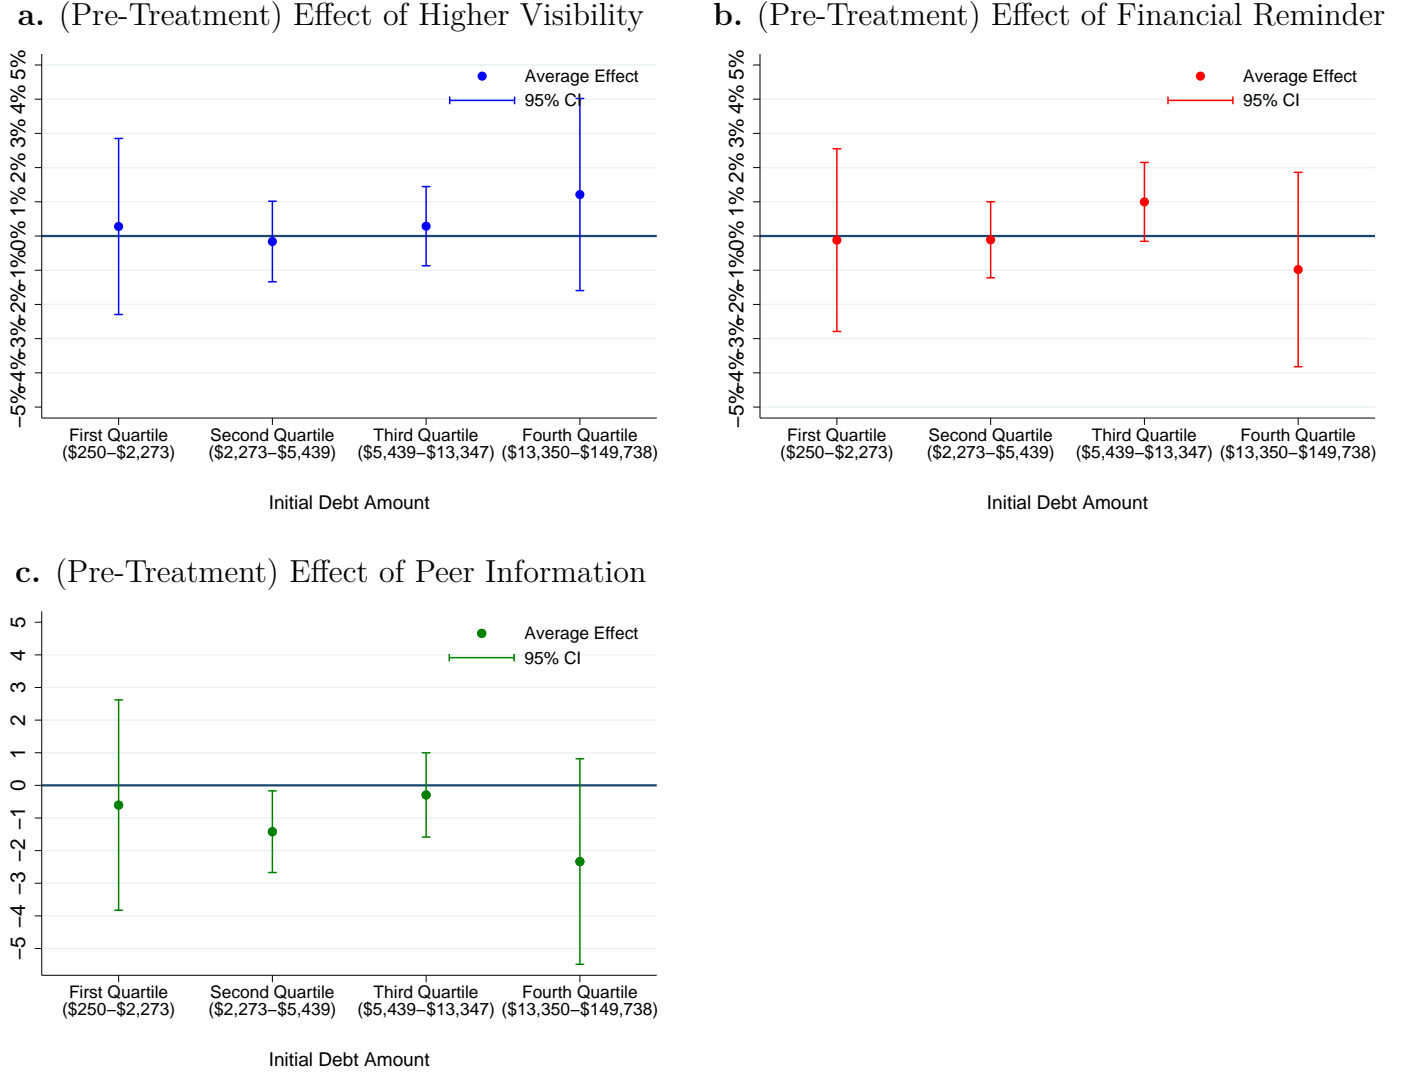 a. (Pre-Treatment) Effect of Higher Visibility
5%
4%
3%
2%
1%
0%
−1%
−2%
−3%
−4%
−5%
Average Effect
95% CI
First Quartile
($250−$2,273)
Second Quartile
($2,273−$5,439)
Third Quartile
($5,439−$13,347)
Fourth Quartile
($13,350−$149,738)
Initial Debt Amount
b. (Pre-Treatment) Effect of Financial Reminder
5%
4%
3%
2%
1%
0%
−1%
−2%
−3%
−4%
−5%
Average Effect
95% CI
First Quartile
($250−$2,273)
Second Quartile
($2,273−$5,439)
Third Quartile
($5,439−$13,347)
Fourth Quartile
($13,350−$149,738)
Initial Debt Amount
c. (Pre-Treatment) Effect of Peer Information
5
4
3
2
1
0
−1
−2
−3
−4
−5
Average Effect
95% CI
First Quartile
($250−$2,273)
Second Quartile
($2,273−$5,439)
Third Quartile
($5,439−$13,347)
Fourth Quartile
($13,350−$149,738)
Initial Debt Amount